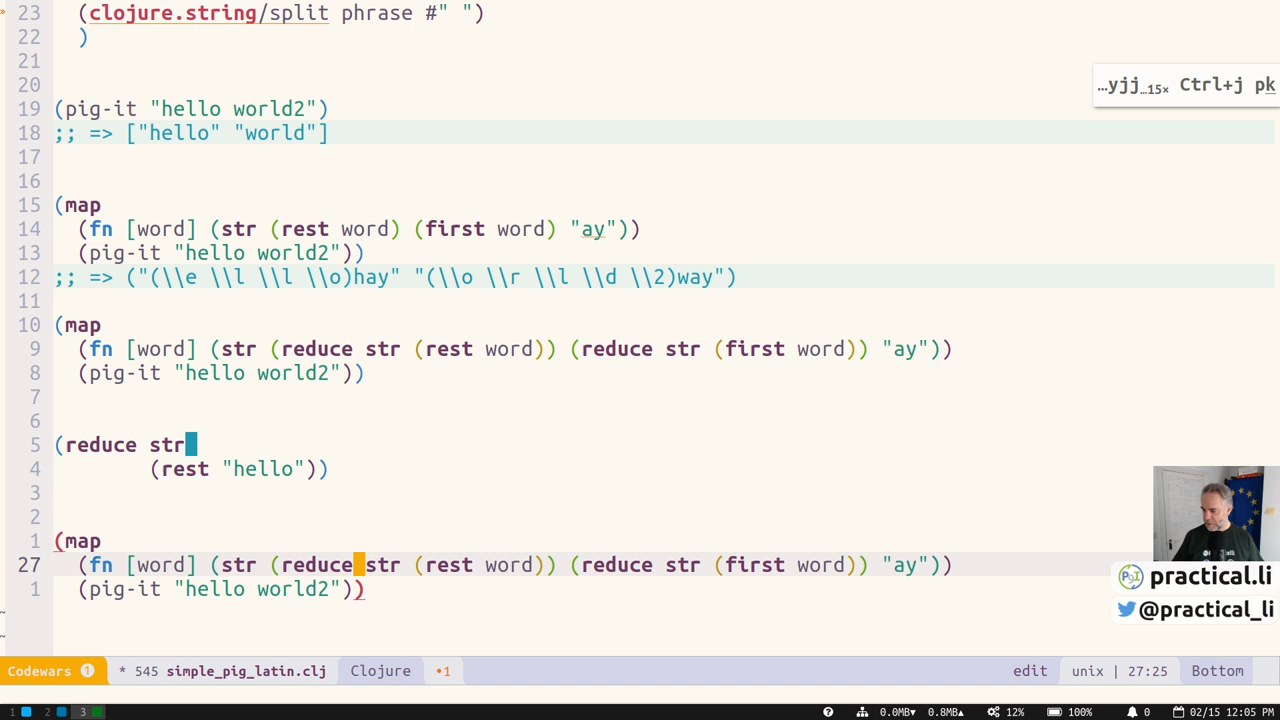 23 (clojure.string/split phrase #" ")
22 )
21
20
…yjj…15× Ctrl+j pk
19 (pig-it "hello world2")
18 ;; => ["hello" "world"]
17
16
15 (map
14 (fn [word] (str (rest word) (first word) "ay"))
13 (pig-it "hello world2"))
12 ;; => ("(\\e \\l \\l \\o)hay" "(\\o \\r \\l \\d \\2)way")
11
10 (map
9 (fn [word] (str (reduce str (rest word)) (reduce str (first word)) "ay"))
8 (pig-it "hello world2"))
7
6
5 (reduce str
4 (rest "hello"))
3
2
1 (map
27 (fn [word] (str (reduce str (rest word)) (reduce str (first word)) "ay"))
1 (pig-it "hello world2"))
~
~
practical.li
@practical_li
Codewars 1 * 545 simple_pig_latin.clj Clojure •1 edit unix | 27:25 Bottom
1 2 3 0.0MB▾ 0.8MB▴ 12% 100% 0 02/15 12:05 PM